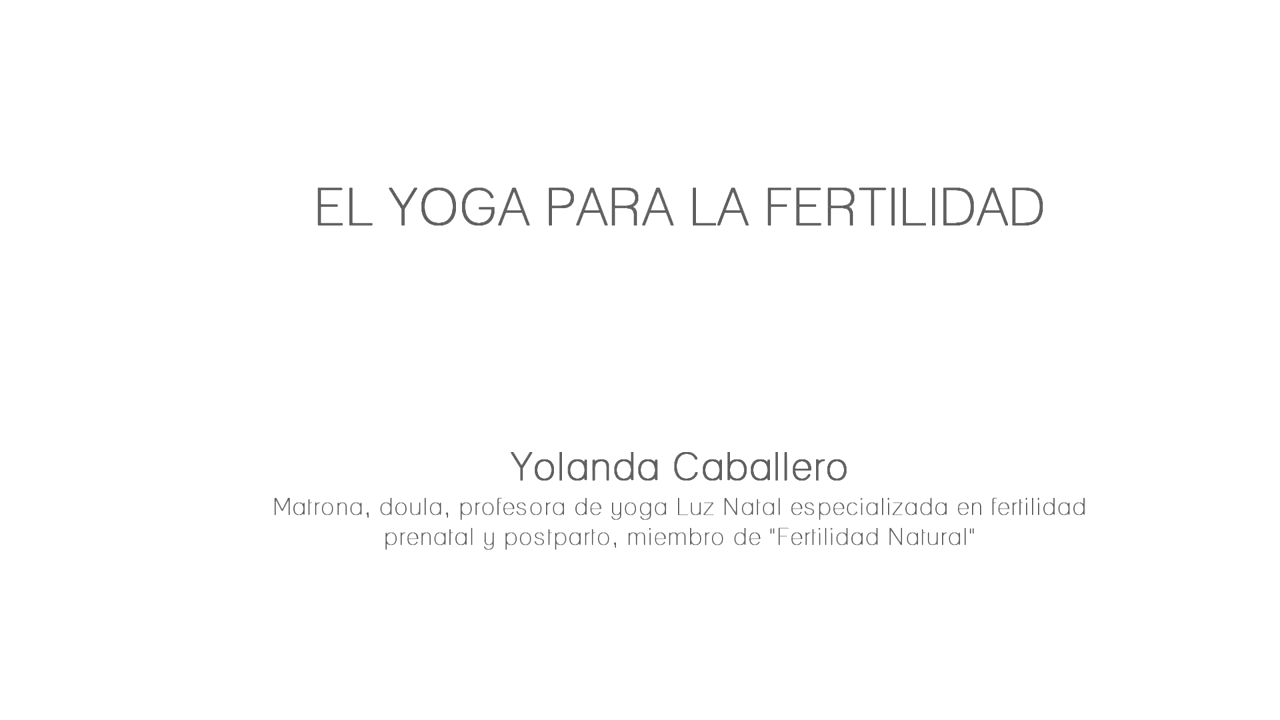 EL YOGA PARA LA FERTILIDAD
Yolanda Caballero
Matrona, doula, profesora de yoga Luz Natal especializada en fertilidad
prenatal y postparto, miembro de "Fertilidad Natural"